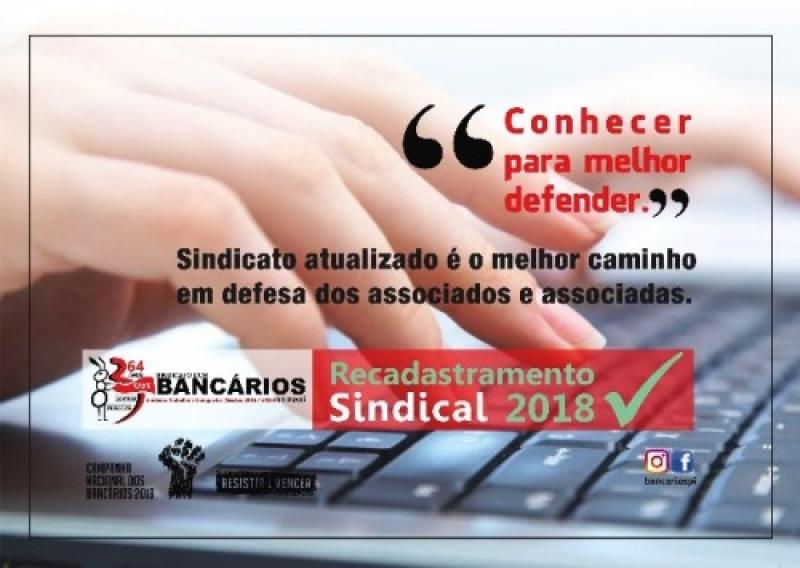 “Conhecer
para melhor
defender.”
Sindicato atualizado é o melhor caminho
em defesa dos associados e associadas.
64
BANCÁRIOS
Recadastramento
Sindical 2018
CAMPANHA
NACIONAL DOS
BANCÁRIOS
RESISTIR E VENCER
bancariospi